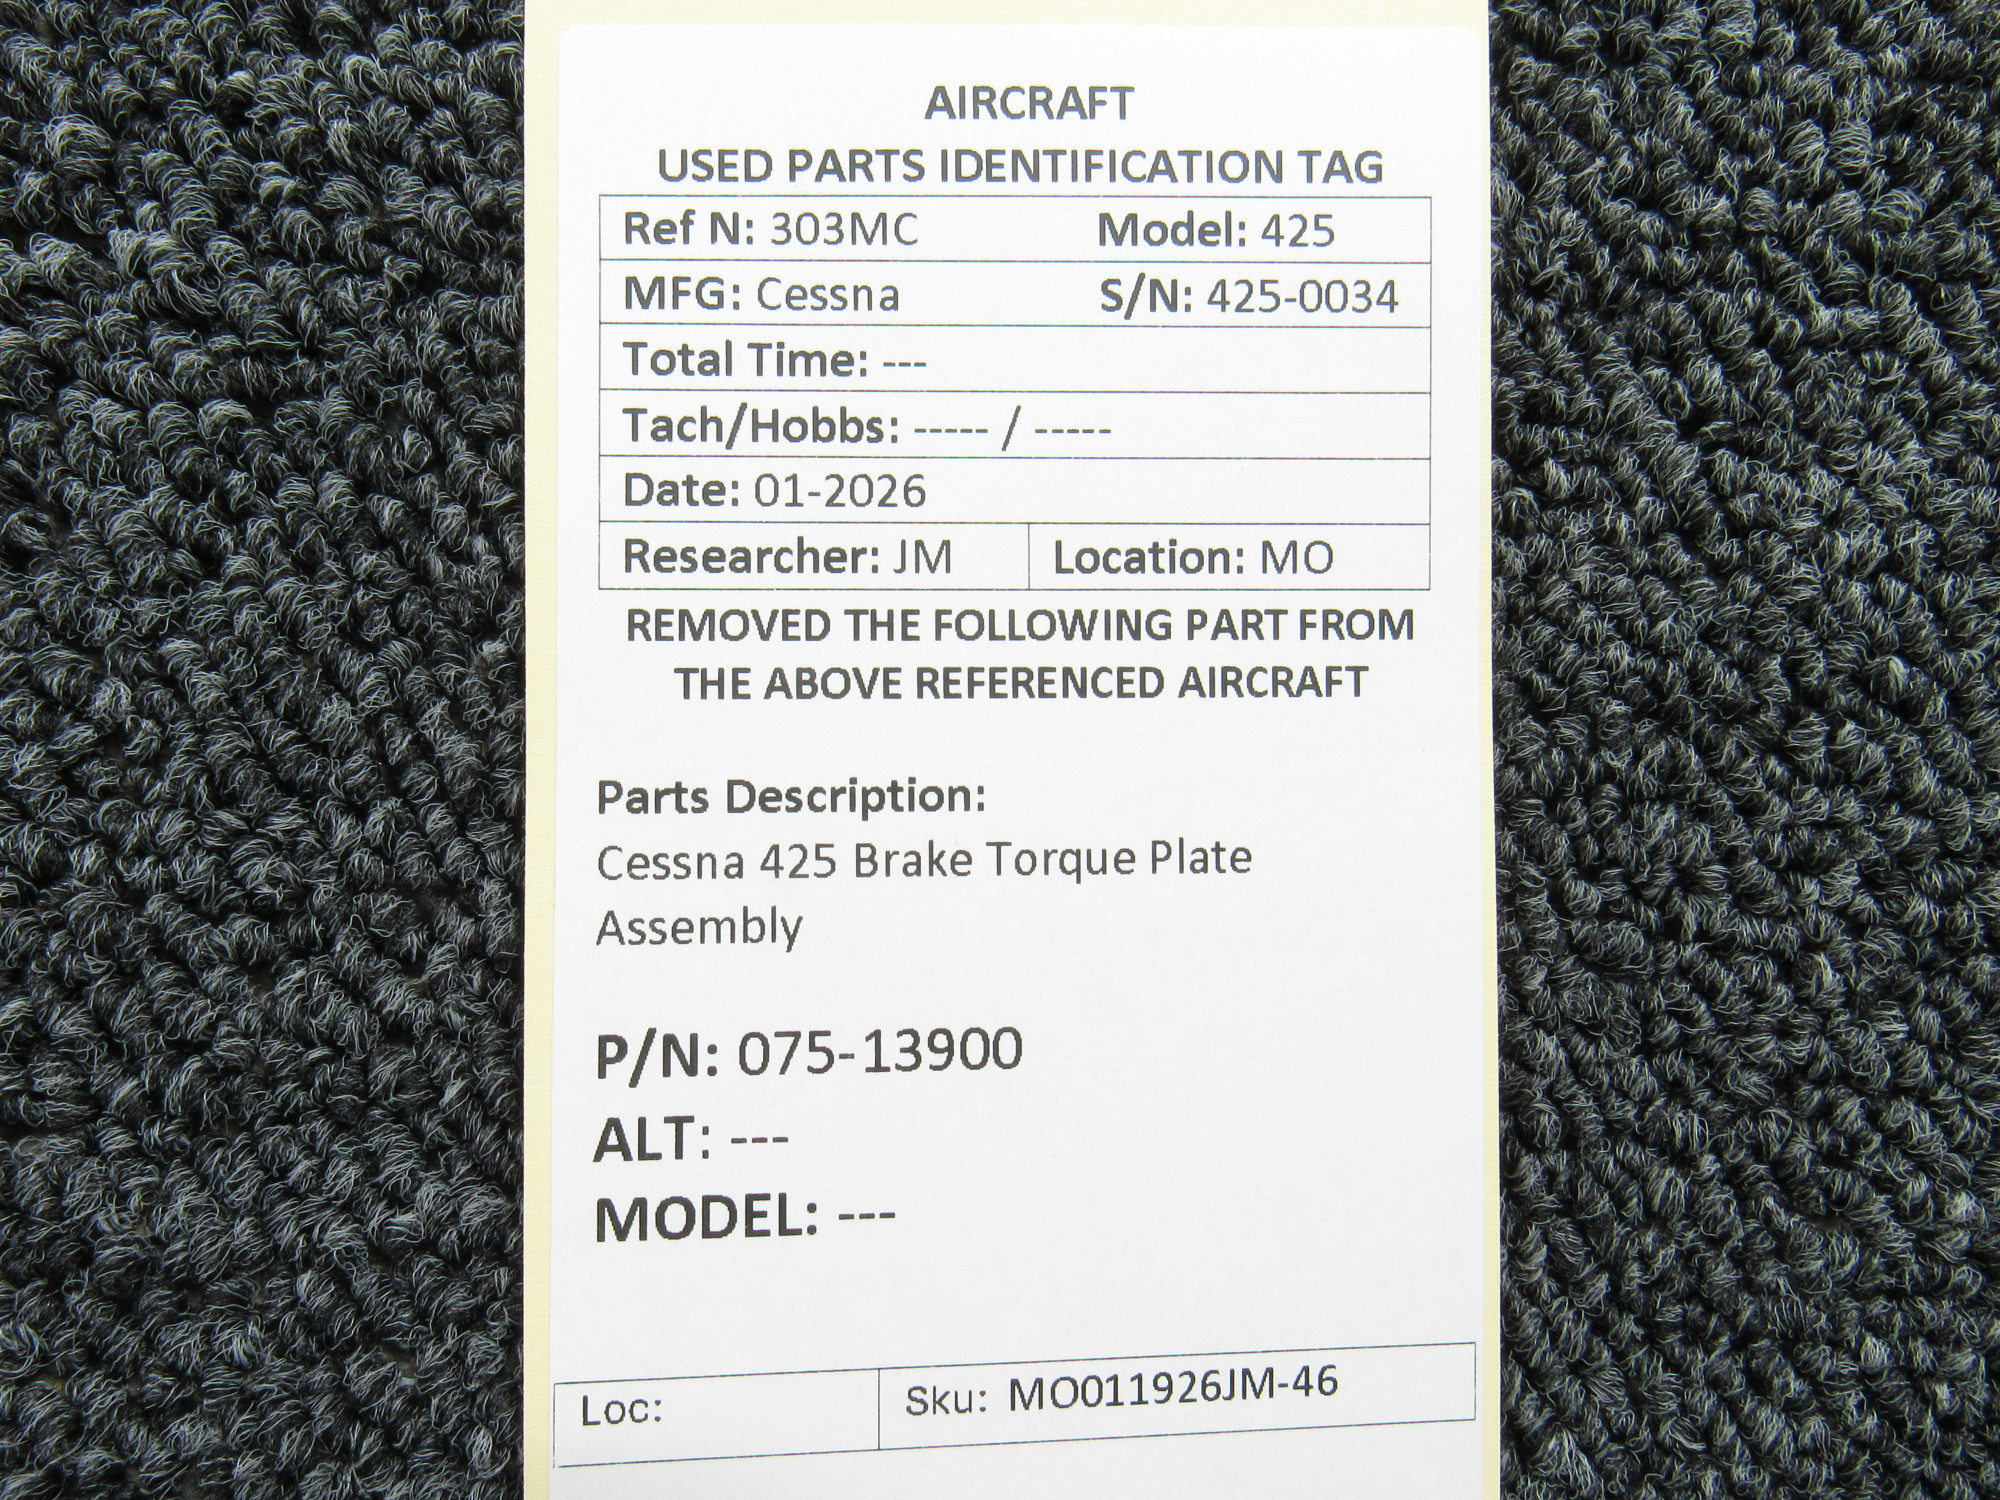 AIRCRAFT
USED PARTS IDENTIFICATION TAG
Ref N: 303MC Model: 425
MFG: Cessna S/N: 425-0034
Total Time: ---
Tach/Hobbs: ----- / -----
Date: 01-2026
Researcher: JM Location: MO
REMOVED THE FOLLOWING PART FROM
THE ABOVE REFERENCED AIRCRAFT
Parts Description:
Cessna 425 Brake Torque Plate
Assembly
P/N: 075-13900
ALT: ---
MODEL: ---
Loc: Sku: MO011926JM-46